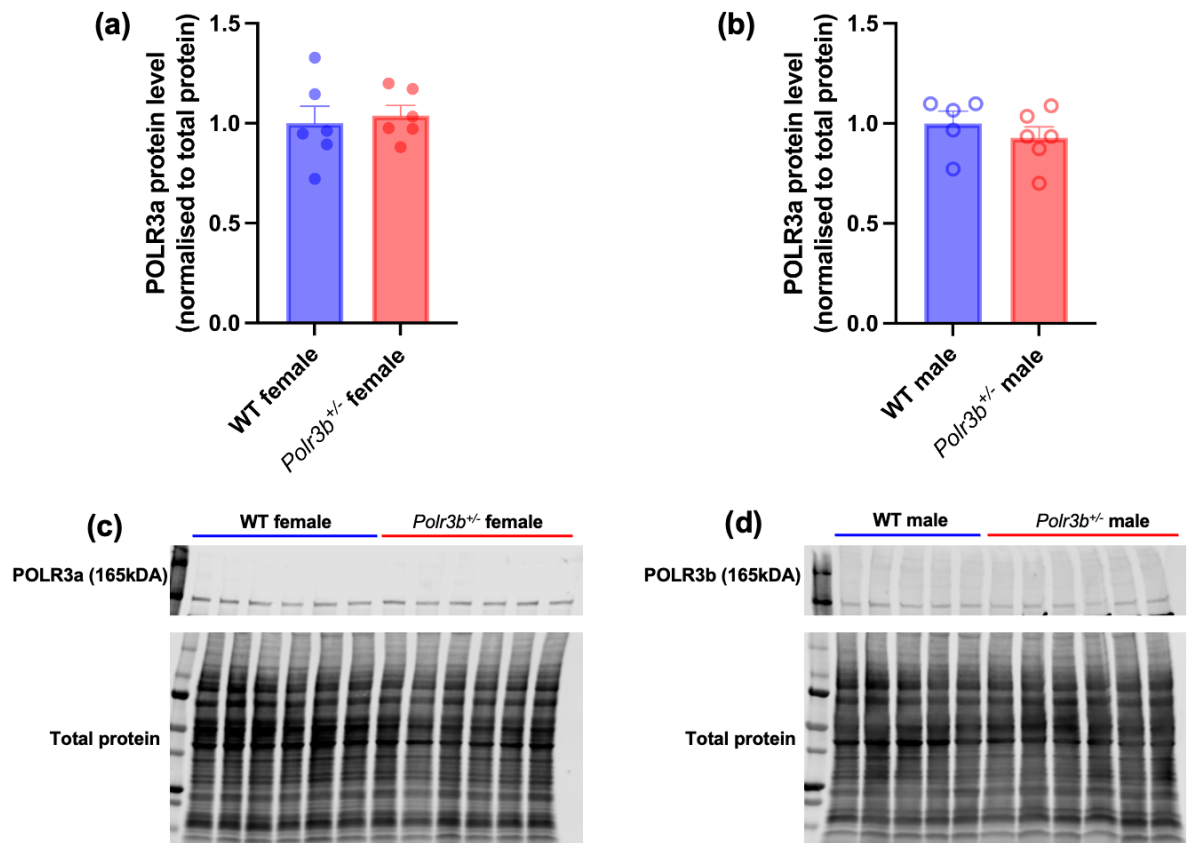 (a)
POLR3a protein level
(normalised to total protein)
1.5
1.0
0.5
0.0
WT female
Polr3b+/- female
(b)
POLR3a protein level
(normalised to total protein)
1.5
1.0
0.5
0.0
WT male
Polr3b+/- male
(c)
WT female
Polr3b+/- female
POLR3a (165kDA)
Total protein
(d)
WT male
Polr3b+/- male
POLR3b (165kDA)
Total protein